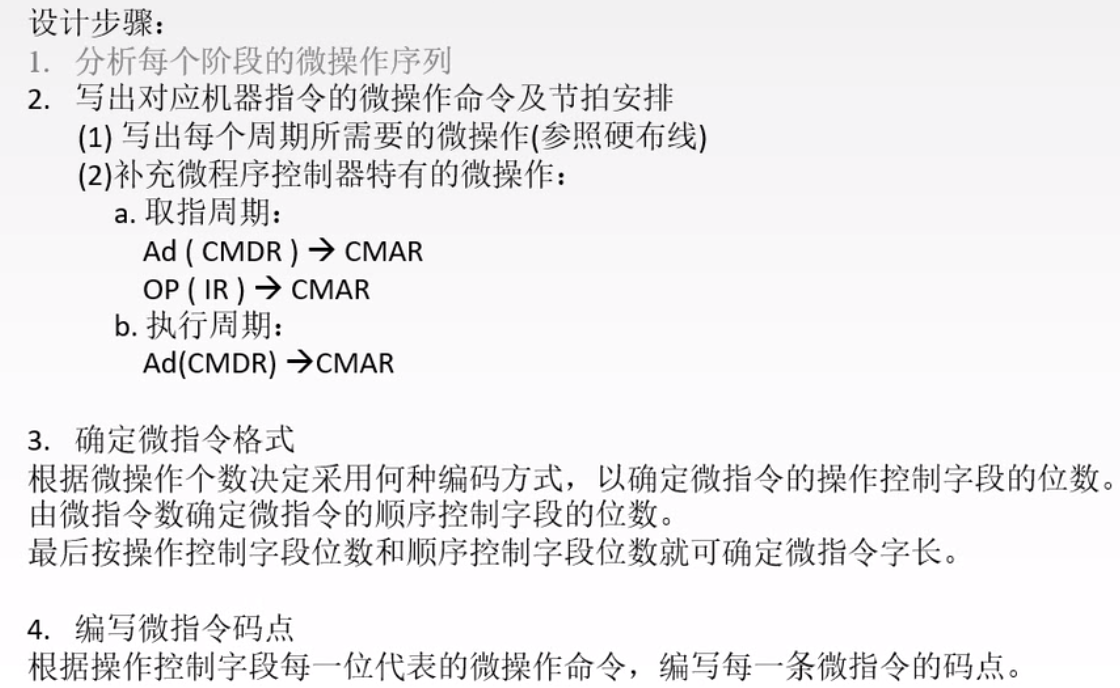 设计步骤：
1. 分析每个阶段的微操作序列
2. 写出对应机器指令的微操作命令及节拍安排
(1) 写出每个周期所需要的微操作(参照硬布线)
(2)补充微程序控制器特有的微操作：
a. 取指周期：
Ad ( CMDR ) → CMAR
OP ( IR ) → CMAR
b. 执行周期：
Ad(CMDR) →CMAR
3. 确定微指令格式
根据微操作个数决定采用何种编码方式，以确定微指令的操作控制字段的位数。
由微指令数确定微指令的顺序控制字段的位数。
最后按操作控制字段位数和顺序控制字段位数就可确定微指令字长。
4. 编写微指令码点
根据操作控制字段每一位代表的微操作命令，编写每一条微指令的码点。